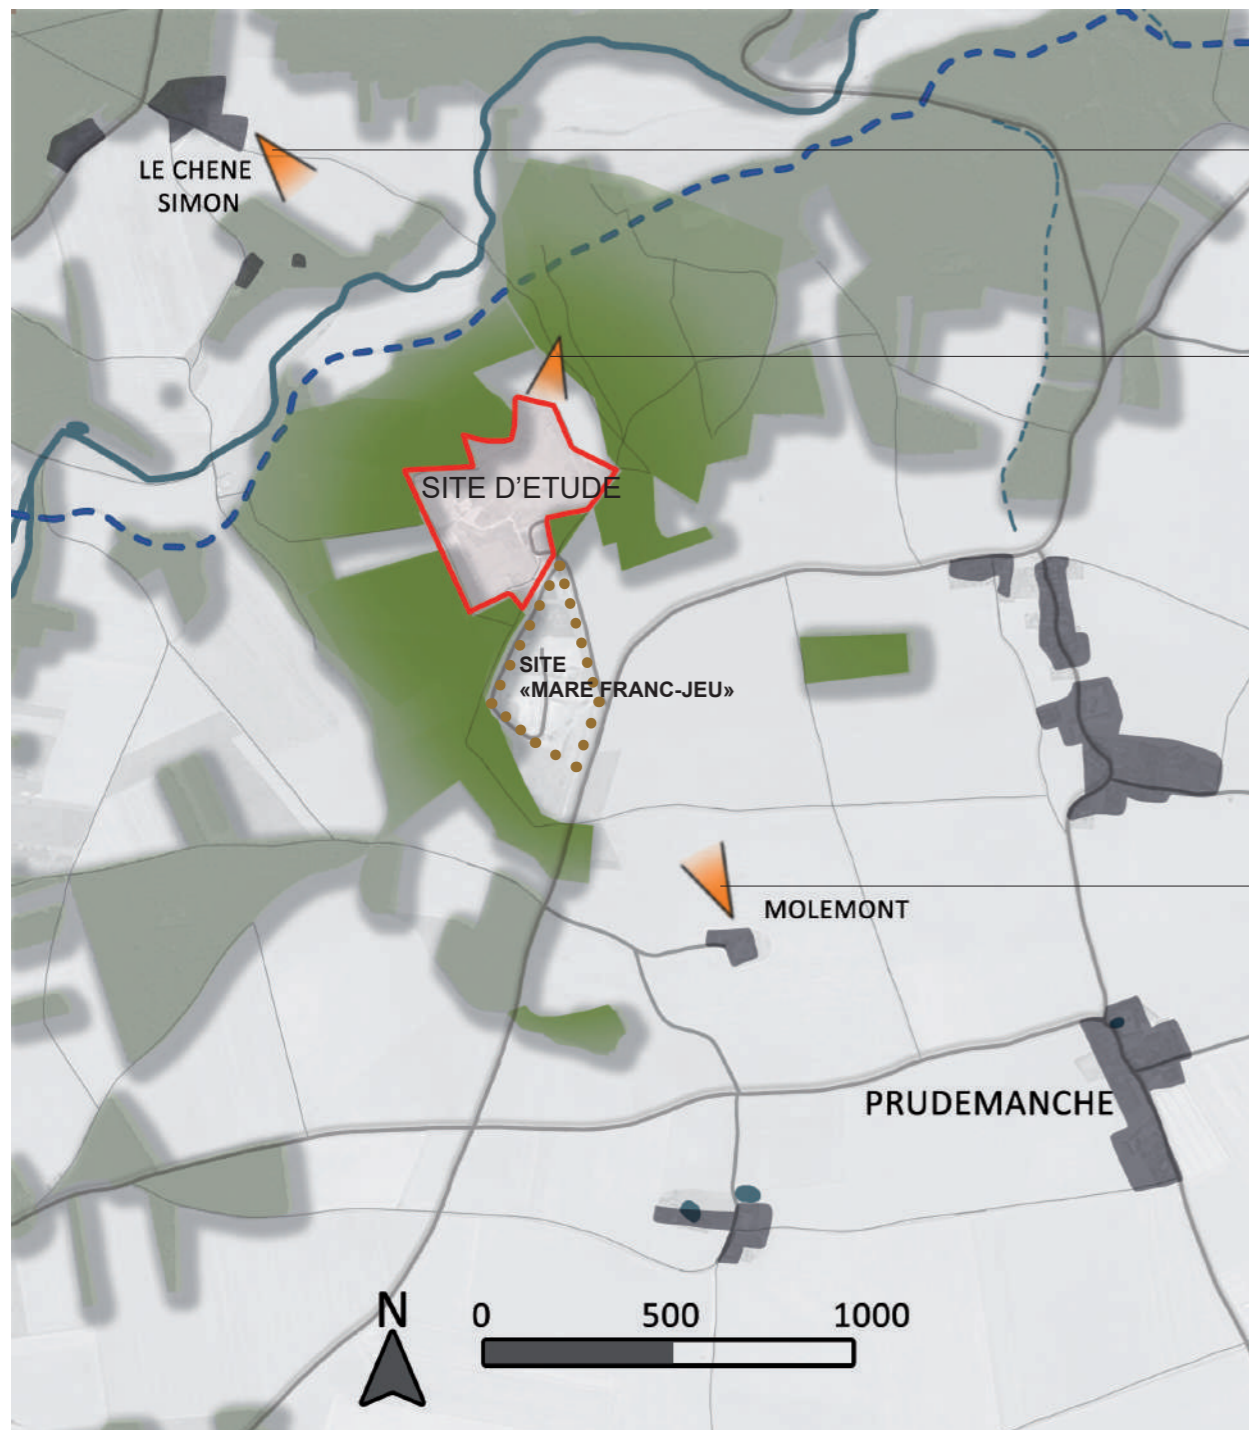 LE CHENE
SIMON
SITE D'ETUDE
SITE
«MARE FRANC-JEU»
MOLEMONT
PRUDEMANCHE
N
0 500 1000